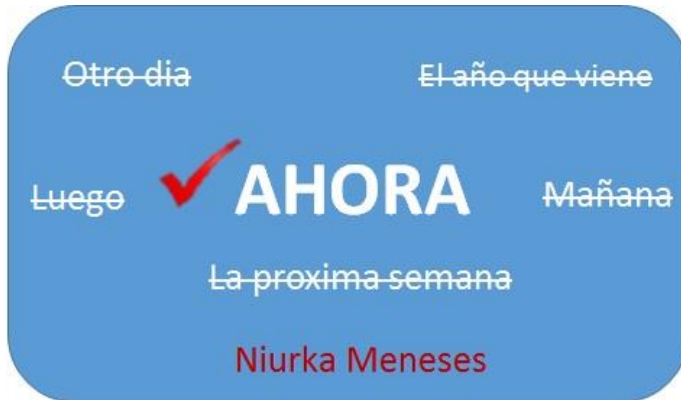 Otro dia
El año que viene
Luego
AHORA
Mañana
La proxima semana
Niurka Meneses